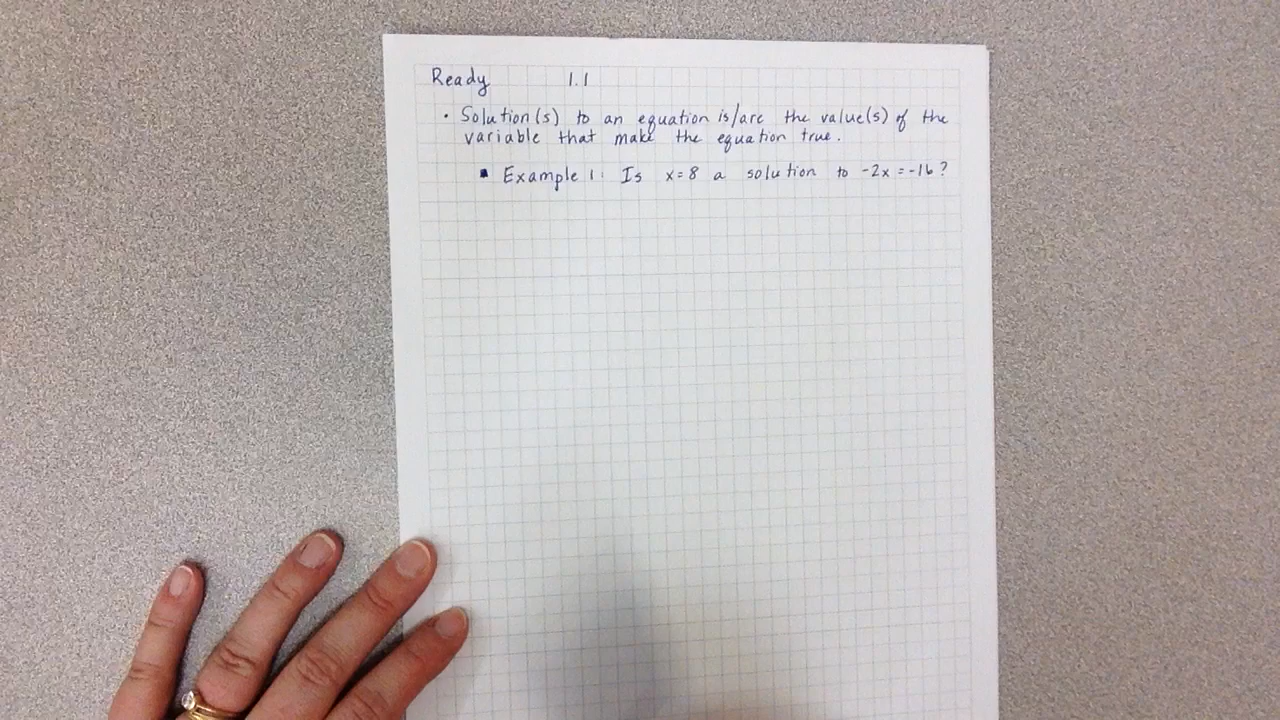 Ready 1.1
• Solution(s) to an equation is/are the value(s) of the
variable that make the equation true.
▪ Example 1: Is x=8 a solution to -2x=-16?